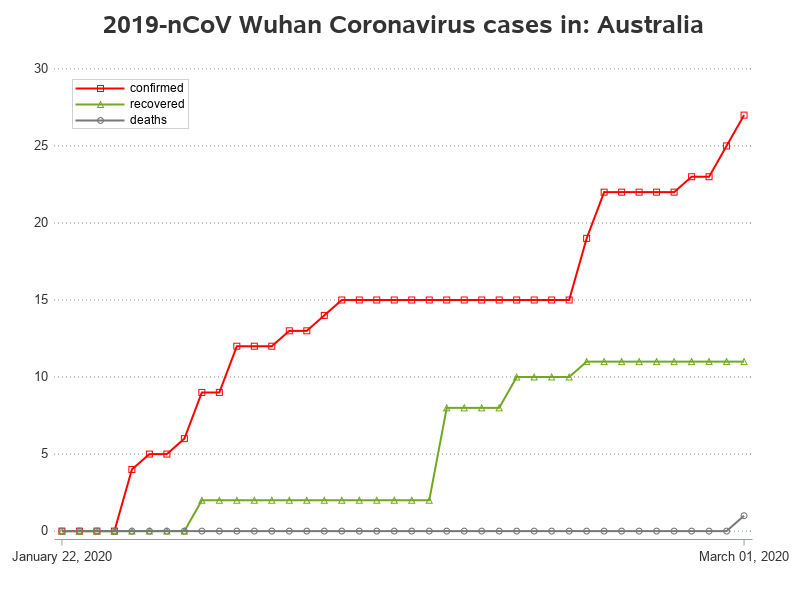 2019-nCoV Wuhan Coronavirus cases in: Australia
30
confirmed
recovered
deaths
25
20
15
10
5
0
January 22, 2020
March 01, 2020